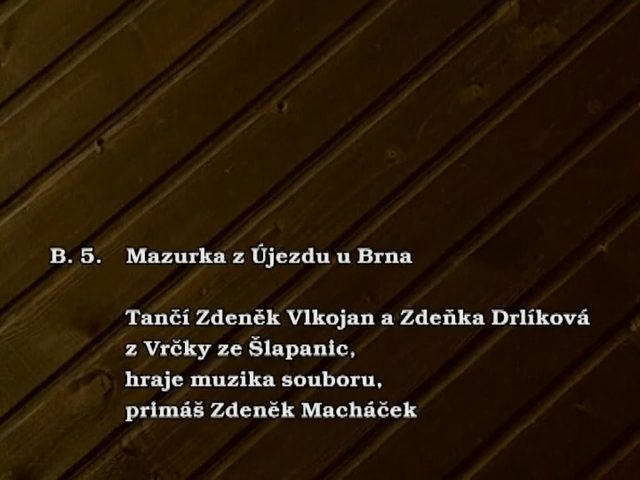 B. 5. Mazurka z Újezdu u Brna
Tančí Zdeněk Vlkojan a Zdeňka Drlíková
z Vrčky ze Šlapanic,
hraje muzika souboru,
primáš Zdeněk Macháček